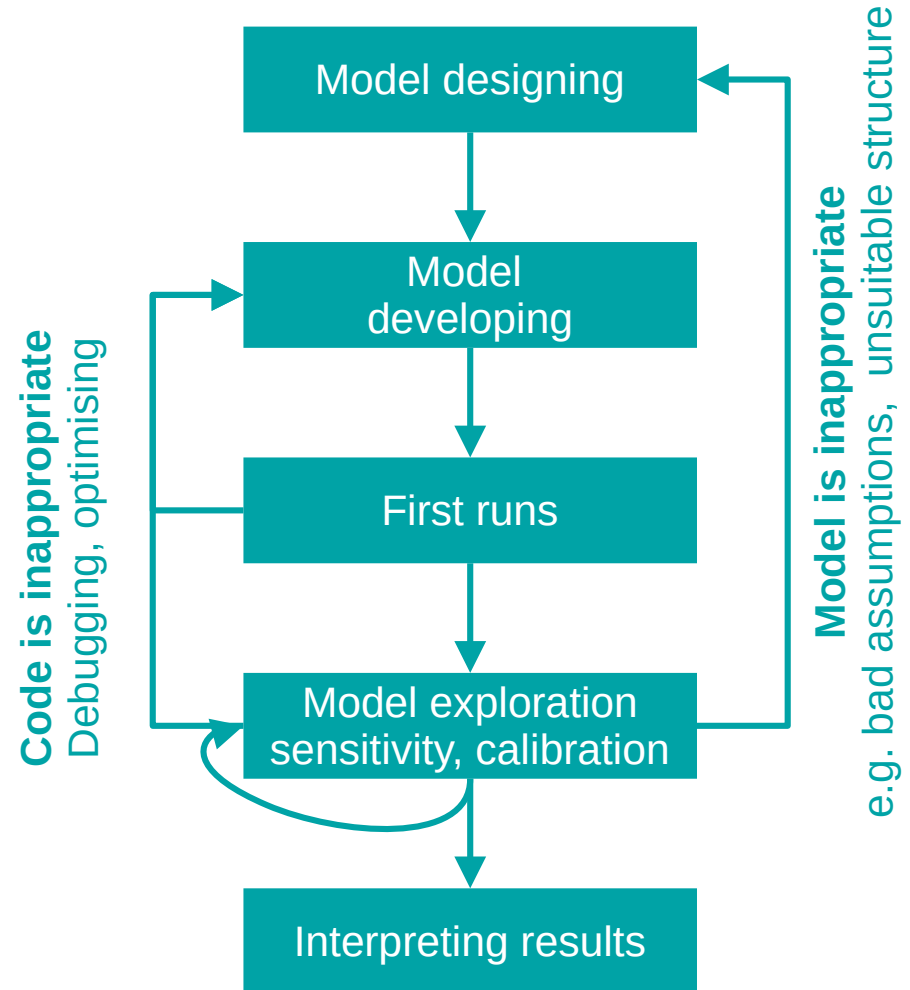 Model designing
Model
developing
First runs
Model exploration
sensitivity, calibration
Interpreting results
Code is inappropriate
Debugging, optimising
Model is inappropriate
e.g. bad assumptions, unsuitable structure